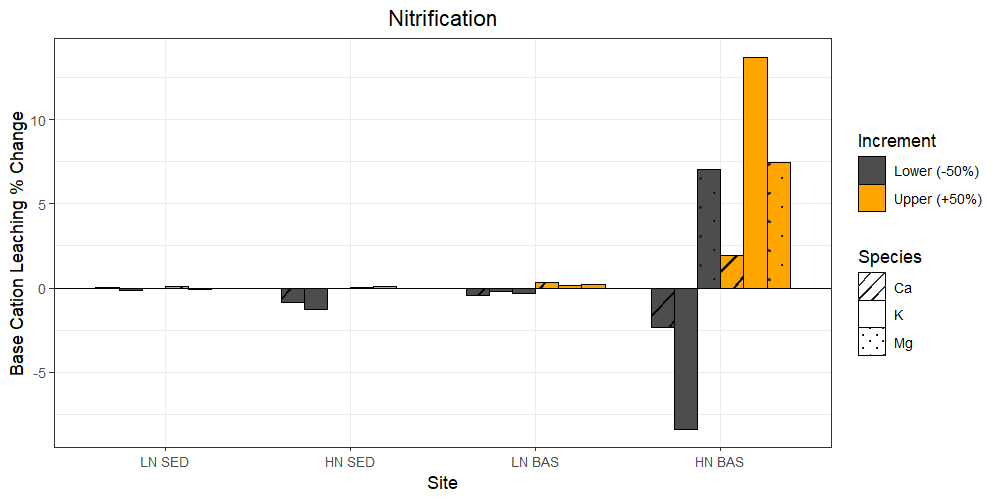 Nitrification
Base Cation Leaching % Change
10
5
0
-5
LN SED
HN SED
LN BAS
HN BAS
Site
Increment
Lower (-50%)
Upper (+50%)
Species
Ca
K
Mg